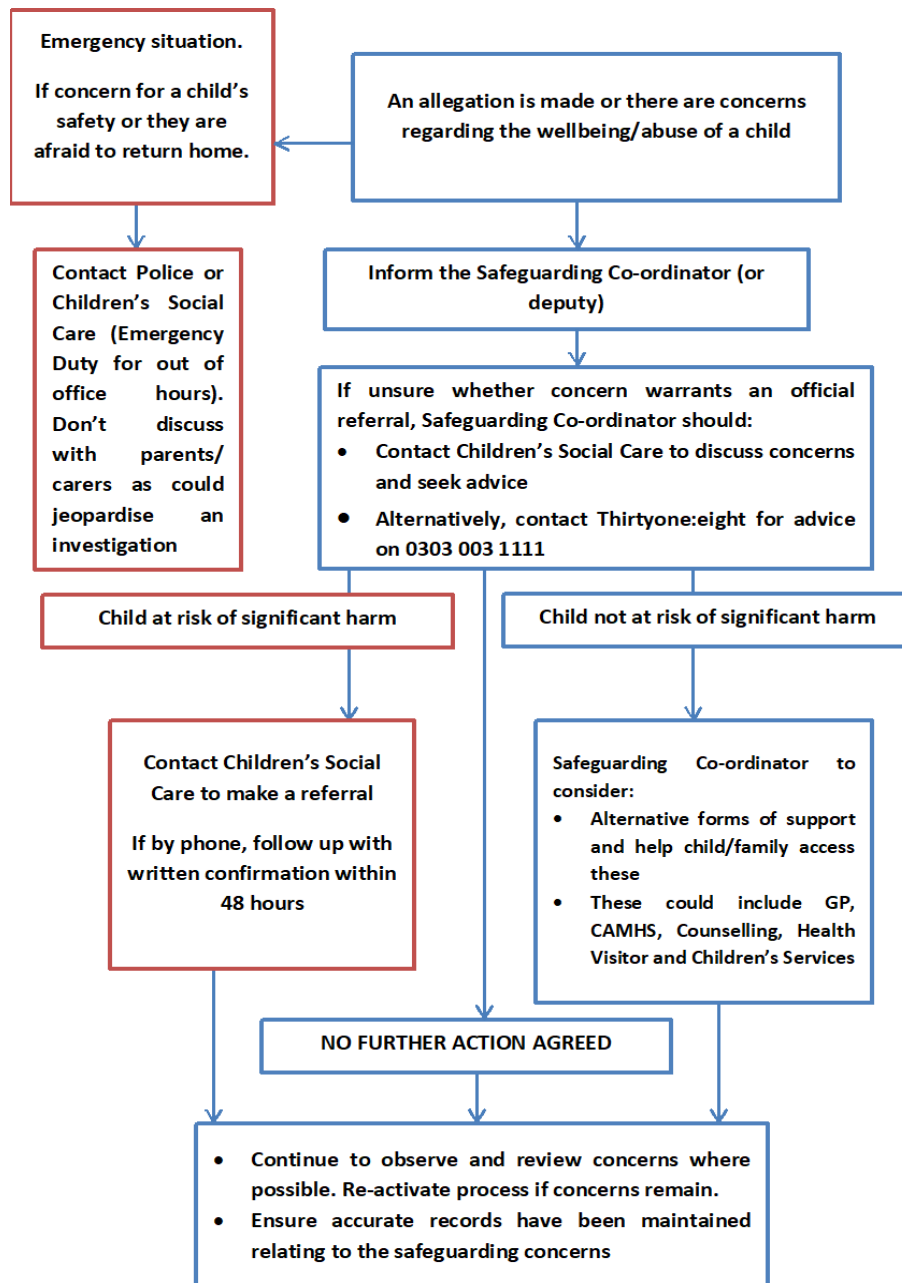 Emergency situation.
If concern for a child's
safety or they are
afraid to return home.
An allegation is made or there are concerns
regarding the wellbeing/abuse of a child
Contact Police or
Children's Social
Care (Emergency
Duty for out of
office hours).
Don't discuss
with parents/
carers as could
jeopardise an
investigation
Inform the Safeguarding Co-ordinator (or
deputy)
If unsure whether concern warrants an official
referral, Safeguarding Co-ordinator should:
• Contact Children's Social Care to discuss concerns
and seek advice
• Alternatively, contact Thirtyone:eight for advice
on 0303 003 1111
Child at risk of significant harm
Child not at risk of significant harm
Contact Children's Social
Care to make a referral
If by phone, follow up with
written confirmation within
48 hours
Safeguarding Co-ordinator to
consider:
• Alternative forms of support
and help child/family access
these
• These could include GP,
CAMHS, Counselling, Health
Visitor and Children's Services
NO FURTHER ACTION AGREED
• Continue to observe and review concerns where
possible. Re-activate process if concerns remain.
• Ensure accurate records have been maintained
relating to the safeguarding concerns